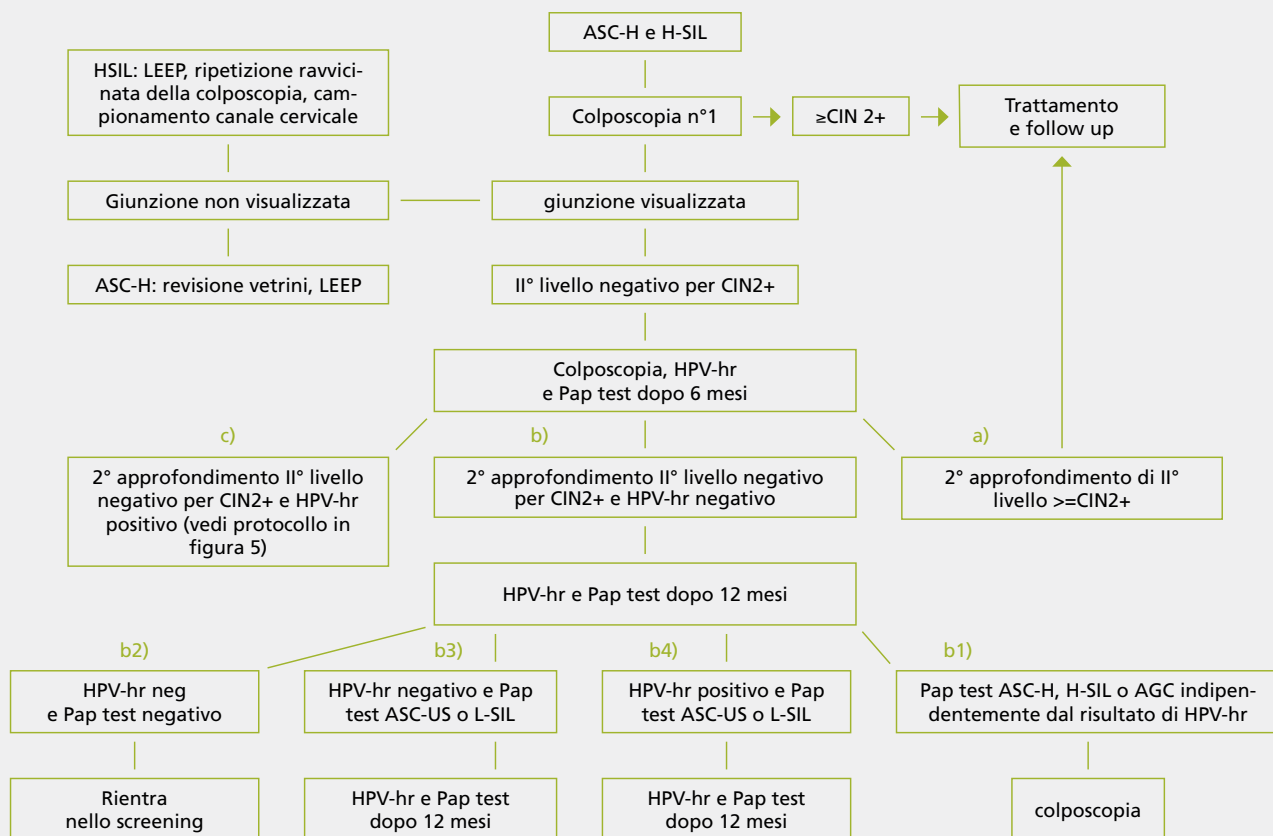 ASC-H e H-SIL
HSIL: LEEP, ripetizione ravvici-
nata della colposcopia, cam-
pionamento canale cervicale
Colposcopia n°1
≥CIN 2+
Trattamento
e follow up
Giunzione non visualizzata
giunzione visualizzata
ASC-H: revisione vetrini, LEEP
II° livello negativo per CIN2+
Colposcopia, HPV-hr
e Pap test dopo 6 mesi
c)
b)
a)
2° approfondimento II° livello
negativo per CIN2+ e HPV-hr
positivo (vedi protocollo in
figura 5)
2° approfondimento II° livello negativo
per CIN2+ e HPV-hr negativo
2° approfondimento di II°
livello >=CIN2+
HPV-hr e Pap test dopo 12 mesi
b2)
b3)
b4)
b1)
HPV-hr neg
e Pap test negativo
HPV-hr negativo e Pap
test ASC-US o L-SIL
HPV-hr positivo e Pap
test ASC-US o L-SIL
Pap test ASC-H, H-SIL o AGC indipen-
dentemente dal risultato di HPV-hr
Rientra
nello screening
HPV-hr e Pap test
dopo 12 mesi
HPV-hr e Pap test
dopo 12 mesi
colposcopia